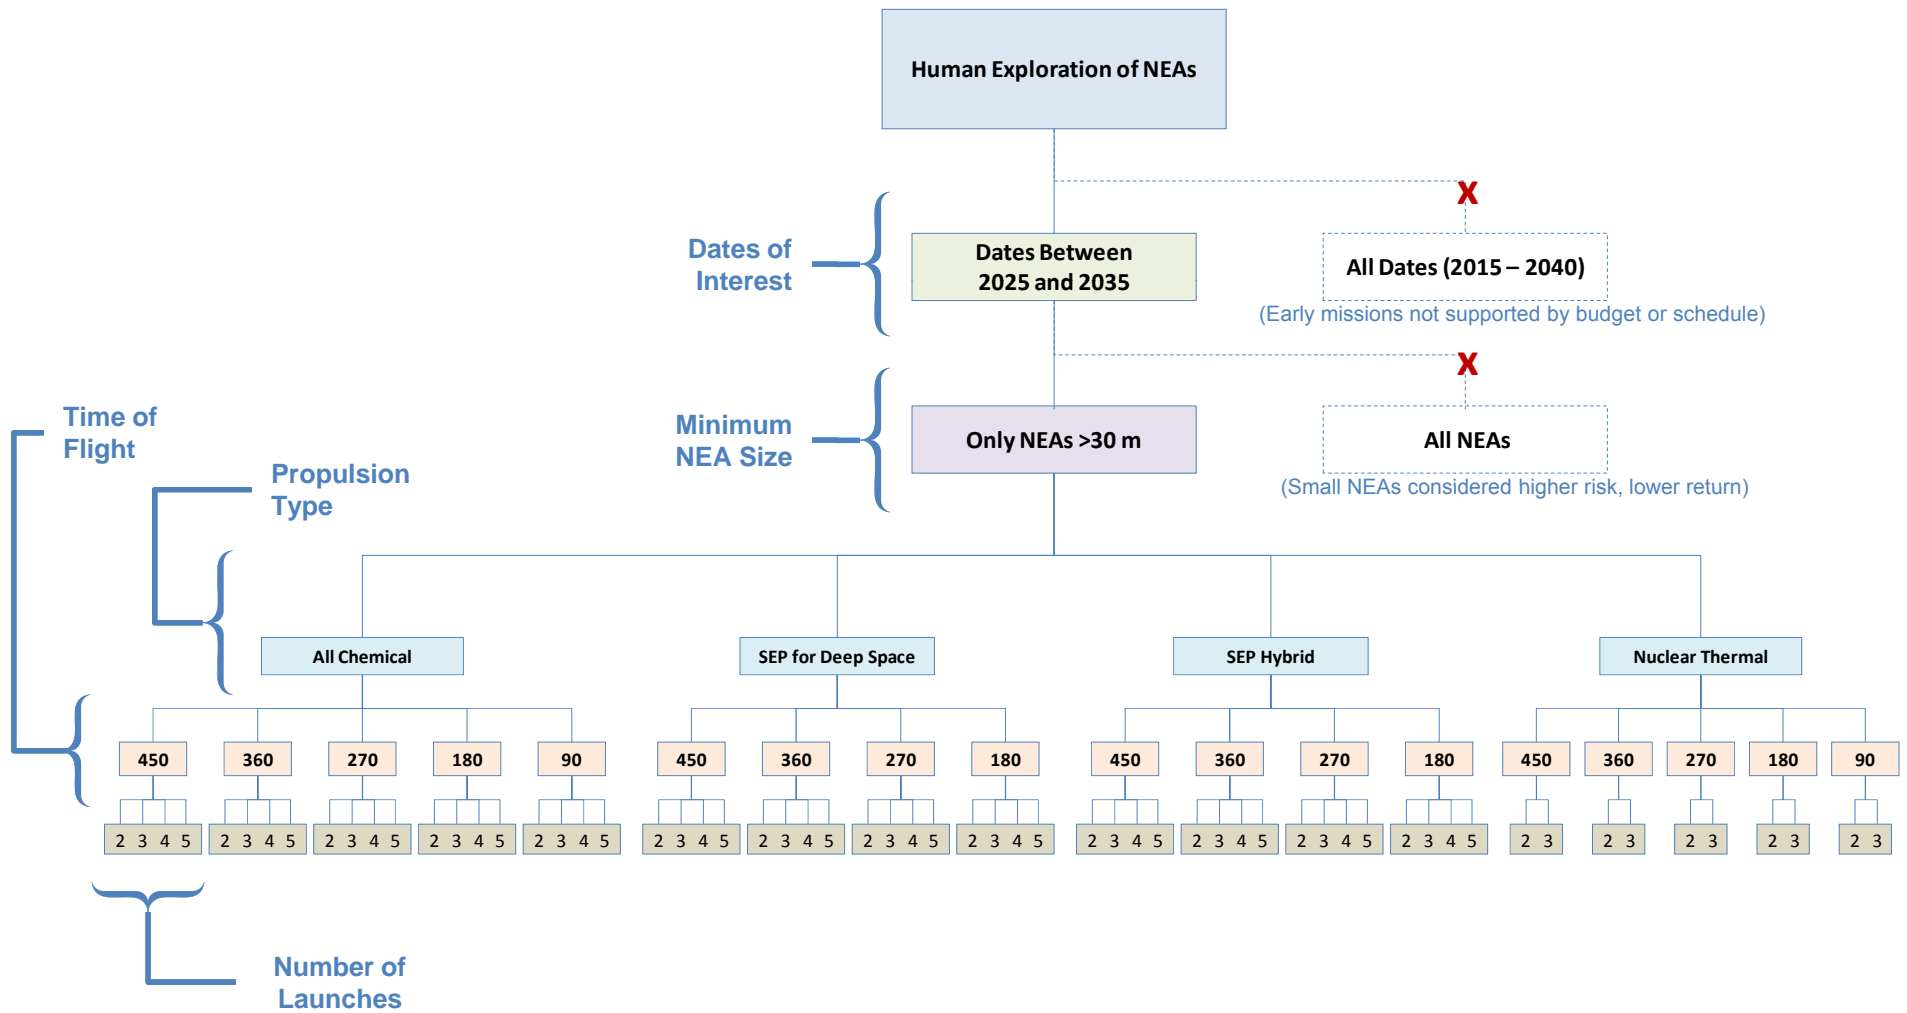 Human Exploration of NEAs
X
Dates of
Interest
Dates Between
2025 and 2035
All Dates (2015 – 2040)
(Early missions not supported by budget or schedule)
X
Time of
Flight
Minimum
NEA Size
Only NEAs >30 m
All NEAs
(Small NEAs considered higher risk, lower return)
Propulsion
Type
All Chemical
SEP for Deep Space
SEP Hybrid
Nuclear Thermal
450 360 270 180 90 450 360 270 180 450 360 270 180 450 360 270 180 90
2 3 4 5 2 3 4 5 2 3 4 5 2 3 4 5 2 3 4 5 2 3 4 5 2 3 4 5 2 3 4 5 2 3 4 5 2 3 4 5 2 3 4 5 2 3 4 5 2 3 4 5 2 3 2 3 2 3 2 3 2 3
Number of
Launches